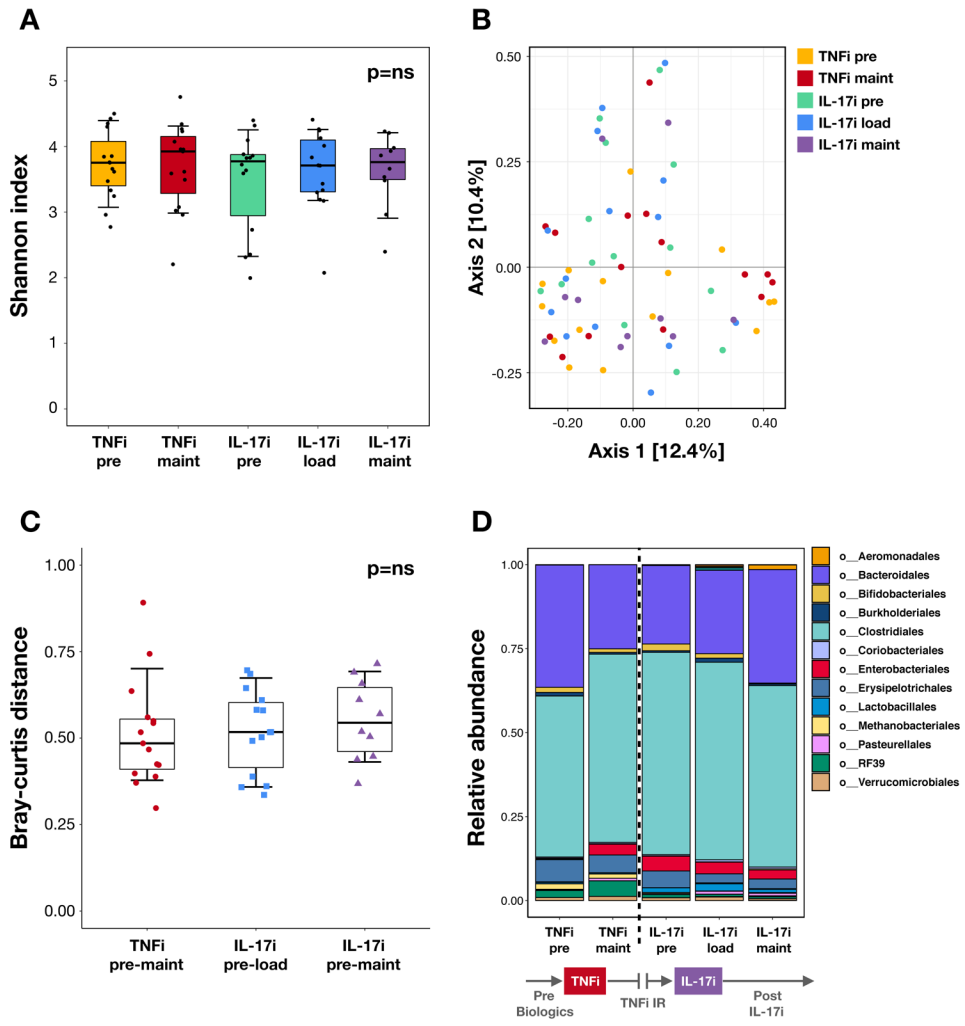 A
Shannon index
5
4
3
2
1
0
p=ns
TNFi
pre
TNFi
maint
IL-17i
pre
IL-17i
load
IL-17i
maint
B
Axis 2 [10.4%]
0.50
0.25
0.00
-0.25
-0.20
0.00
0.20
0.40
Axis 1 [12.4%]
TNFi pre
TNFi maint
IL-17i pre
IL-17i load
IL-17i maint
C
Bray-curtis distance
1.00
0.75
0.50
0.25
0.00
p=ns
TNFi
pre-maint
IL-17i
pre-load
IL-17i
pre-maint
D
Relative abundance
1.00
0.75
0.50
0.25
0.00
TNFi
pre
TNFi
maint
IL-17i
pre
IL-17i
load
IL-17i
maint
o__Aeromonadales
o__Bacteroidales
o__Bifidobacteriales
o__Burkholderiales
o__Clostridiales
o__Coriobacteriales
o__Enterobacteriales
o__Erysipelotrichales
o__Lactobacillales
o__Methanobacteriales
o__Pasteurellales
o__RF39
o__Verrucomicrobiales
Pre
Biologics
TNFi
TNFi IR
IL-17i
Post
IL-17i